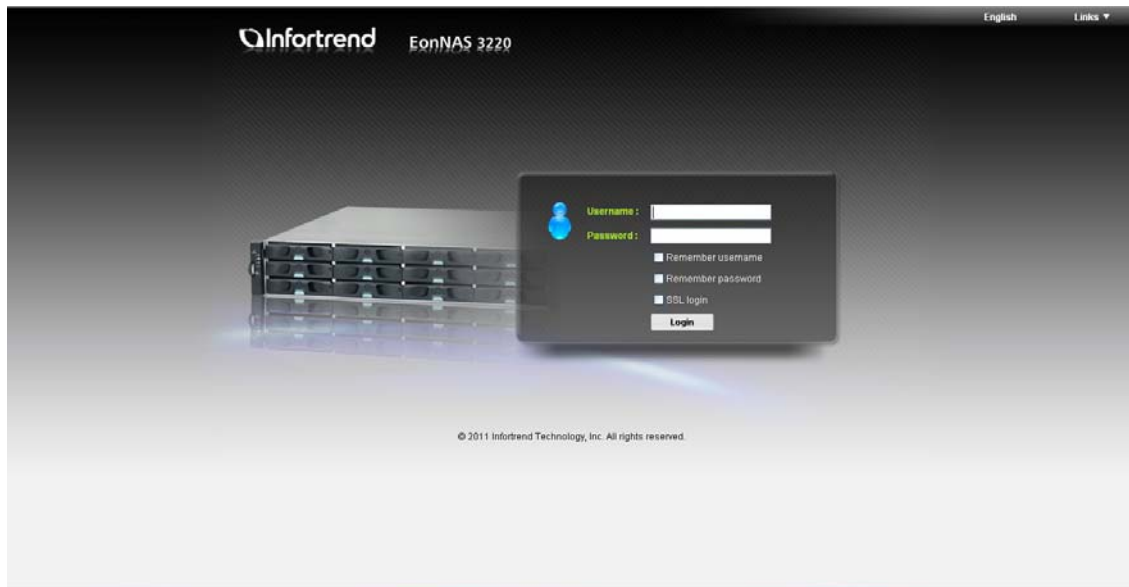 English Links ▼
Infortrend EonNAS 3220
Username :
Password :
Remember username
Remember password
SSL login
Login
© 2011 Infortrend Technology, Inc. All rights reserved.